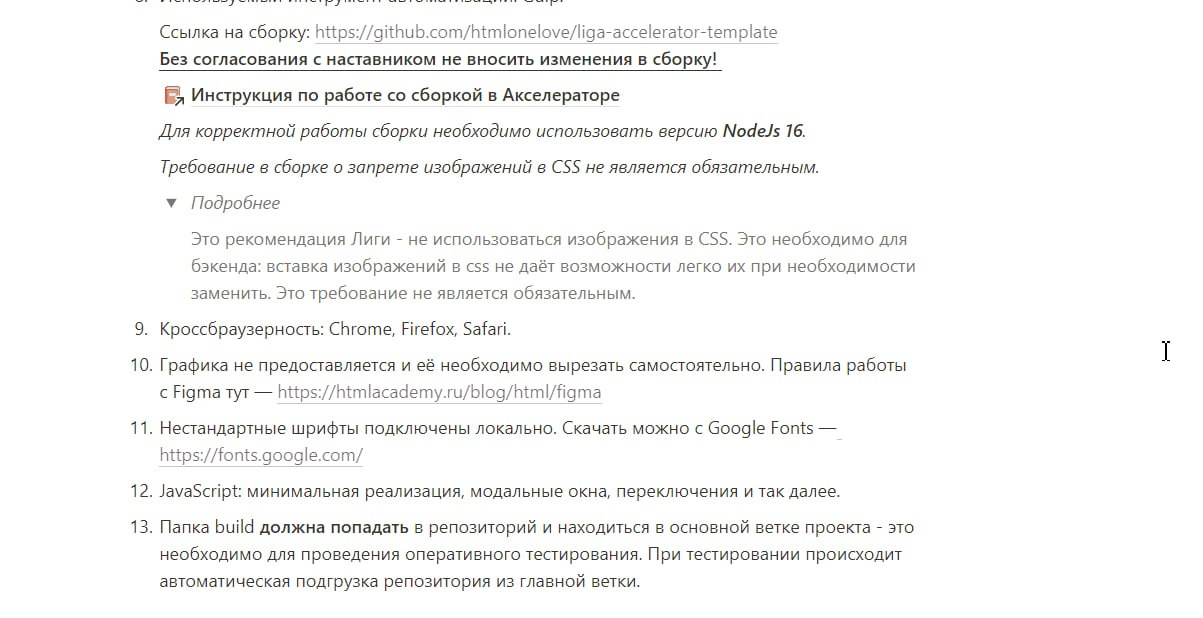 8. Используемый инструмент автоматизации: Gulp.
Ссылка на сборку: https://github.com/htmlonelove/liga-accelerator-template
Без согласования с наставником не вносить изменения в сборку!
Инструкция по работе со сборкой в Акселераторе
Для корректной работы сборки необходимо использовать версию NodeJs 16.
Требование в сборке о запрете изображений в CSS не является обязательным.
Подробнее
Это рекомендация Лиги - не использоваться изображения в CSS. Это необходимо для
бэкенда: вставка изображений в css не даёт возможности легко их при необходимости
заменить. Это требование не является обязательным.
9. Кроссбраузерность: Chrome, Firefox, Safari.
10. Графика не предоставляется и её необходимо вырезать самостоятельно. Правила работы
с Figma тут — https://htmlacademy.ru/blog/html/figma
11. Нестандартные шрифты подключены локально. Скачать можно с Google Fonts —
https://fonts.google.com/
12. JavaScript: минимальная реализация, модальные окна, переключения и так далее.
13. Папка build должна попадать в репозиторий и находиться в основной ветке проекта - это
необходимо для проведения оперативного тестирования. При тестировании происходит
автоматическая подгрузка репозитория из главной ветки.